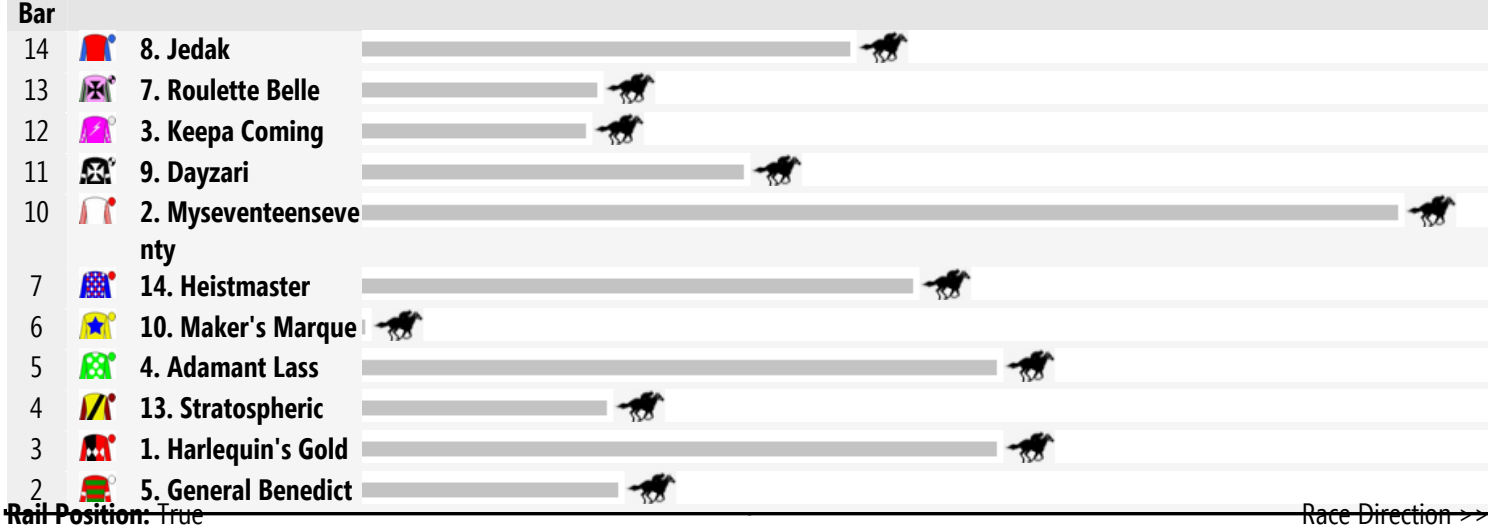 Bar
14 8. Jedak
13 7. Roulette Belle
12 3. Keepa Coming
11 9. Dayzari
10 2. Myseventeenseve
nty
7 14. Heistmaster
6 10. Maker's Marque
5 4. Adamant Lass
4 13. Stratospheric
3 1. Harlequin's Gold
2 5. General Benedict
Rail Position: True Race Direction >>